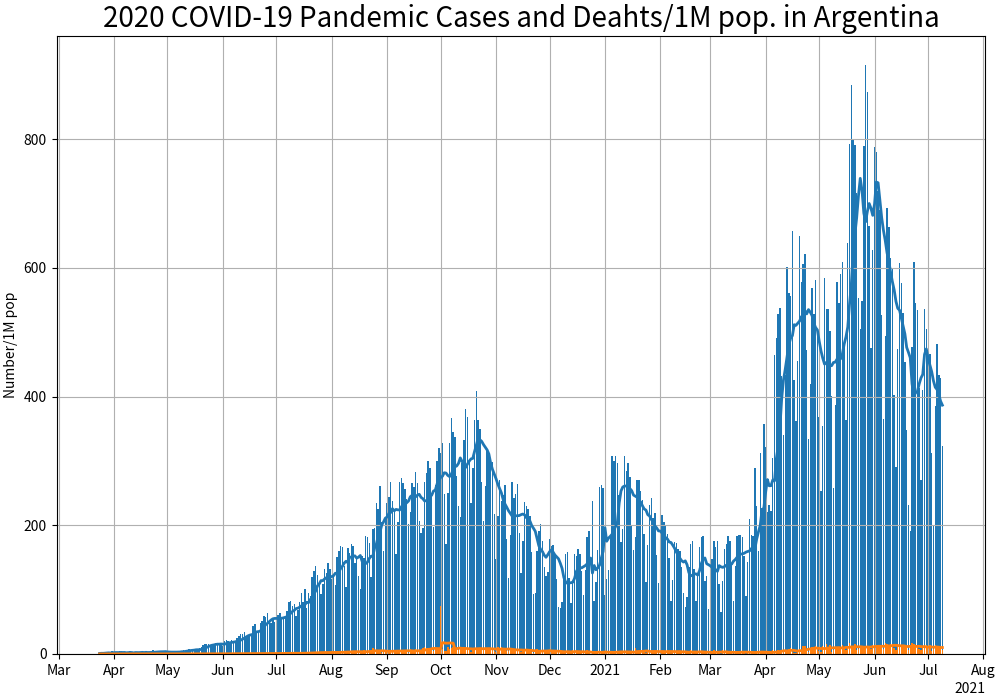 2020 COVID-19 Pandemic Cases and Deahts/1M pop. in Argentina
Number/1M pop
800
600
400
200
0
Mar Apr May Jun Jul Aug Sep Oct Nov Dec 2021 Feb Mar Apr May Jun Jul Aug
2021